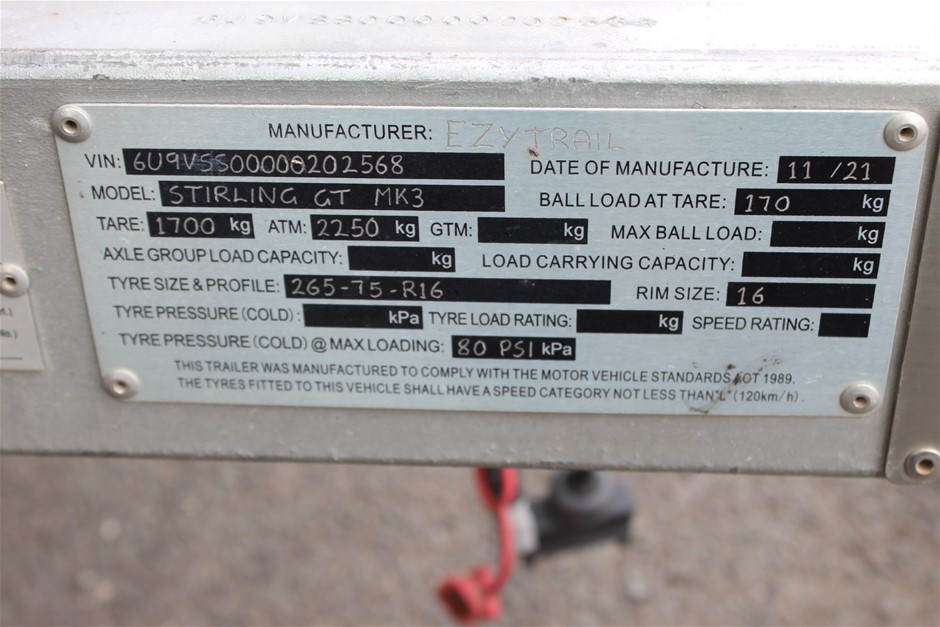 MANUFACTURER: EZYTRAIL
VIN: 6U9V5S00000202568
DATE OF MANUFACTURE: 11 /21
MODEL: STIRLING GT MK3
BALL LOAD AT TARE: 170 kg
TARE: 1700 kg ATM: 2250 kg GTM: kg MAX BALL LOAD: kg
AXLE GROUP LOAD CAPACITY: kg LOAD CARRYING CAPACITY: kg
TYRE SIZE & PROFILE: 265-75-R16 RIM SIZE: 16
TYRE PRESSURE (COLD) : kPa TYRE LOAD RATING: kg SPEED RATING:
TYRE PRESSURE (COLD) @ MAX LOADING: 80 PSI kPa
THIS TRAILER WAS MANUFACTURED TO COMPLY WITH THE MOTOR VEHICLE STANDARDS ACT 1989.
THE TYRES FITTED TO THIS VEHICLE SHALL HAVE A SPEED CATEGORY NOT LESS THAN"L"(120km/h) .